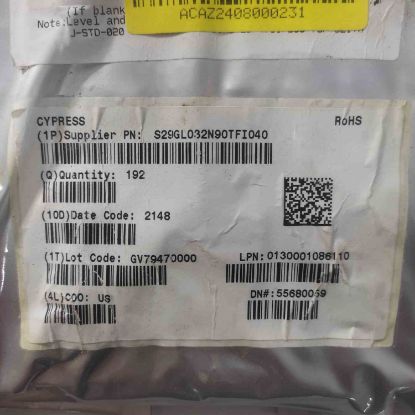 (If blank
Note:Level and
J-STD-020
ACAZ2408000231
CYPRESS
RoHS
(1P)Supplier PN: S29GL032N90TFI040
(Q)Quantity: 192
(10D)Date Code: 2148
(1T)Lot Code: GV79470000
LPN:0130001086110
(4L)COO: US
DN#:55680059